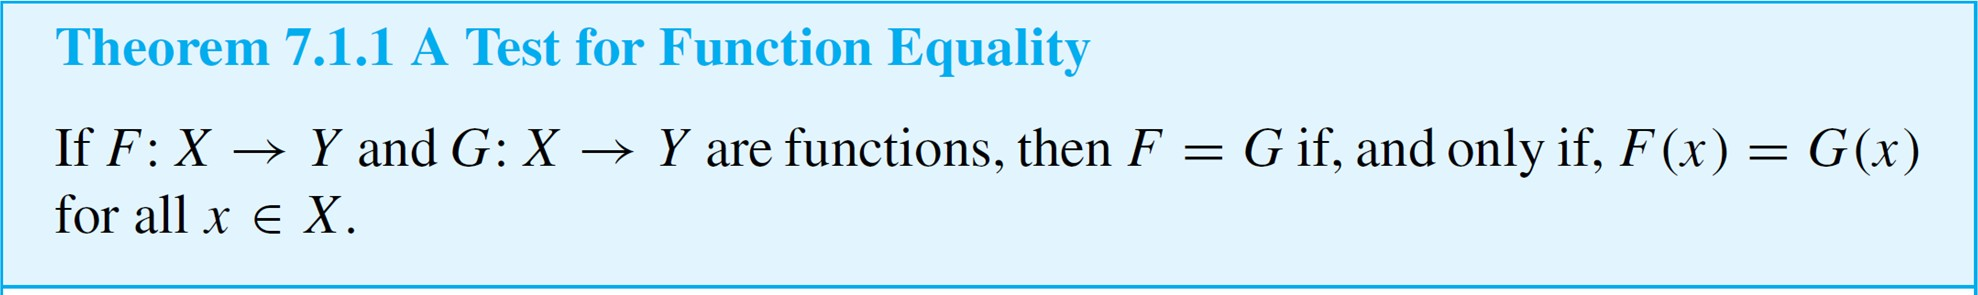 Theorem 7.1.1 A Test for Function Equality
If F: X → Y and G: X → Y are functions, then F = G if, and only if, F(x) = G(x)
for all x ∈ X.